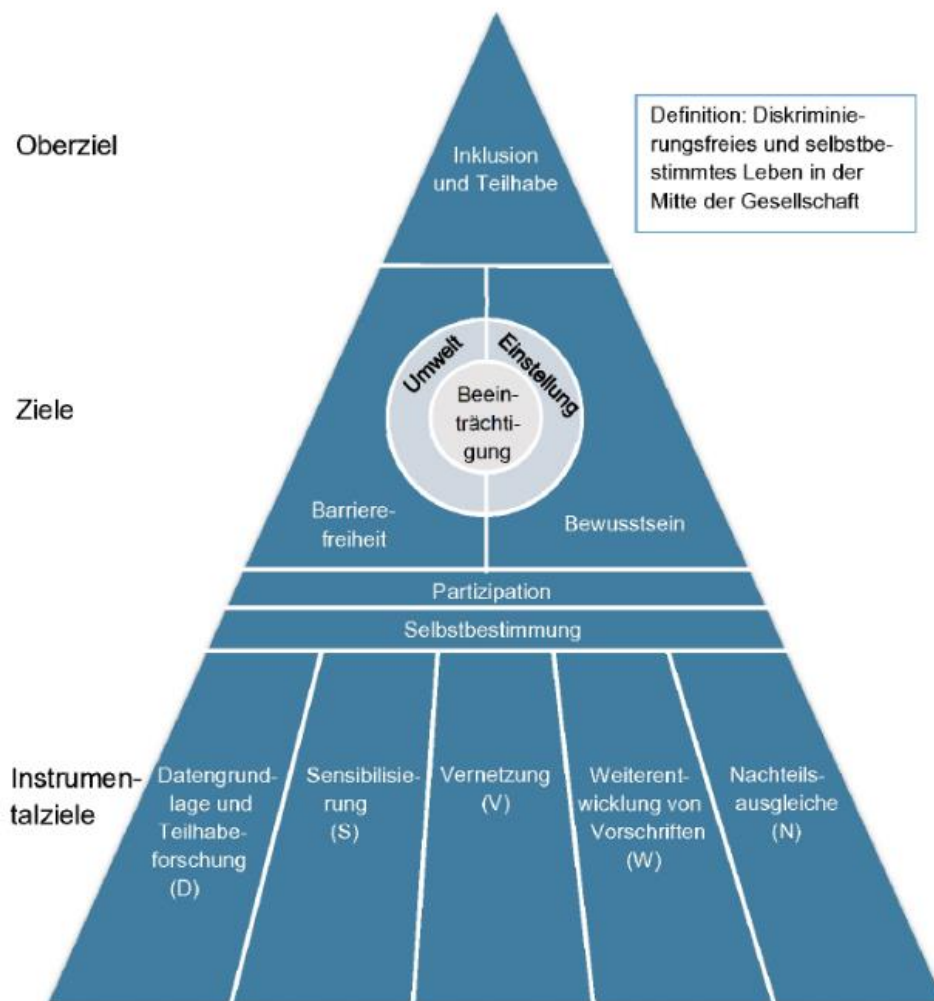 Oberziel
Inklusion
und Teilhabe
Definition: Diskriminie-
rungsfreies und selbstbe-
stimmtes Leben in der
Mitte der Gesellschaft
Ziele
Umwelt
Einstellung
Beein-
trächti-
gung
Barriere-
freiheit
Bewusstsein
Partizipation
Selbstbestimmung
Instrumen-
talziele
Datengrund-
lage und
Teilhabe-
forschung
(D)
Sensibilisie-
rung
(S)
Vernetzung
(V)
Weiterent-
wicklung von
Vorschriften
(W)
Nachteils-
ausgleiche
(N)